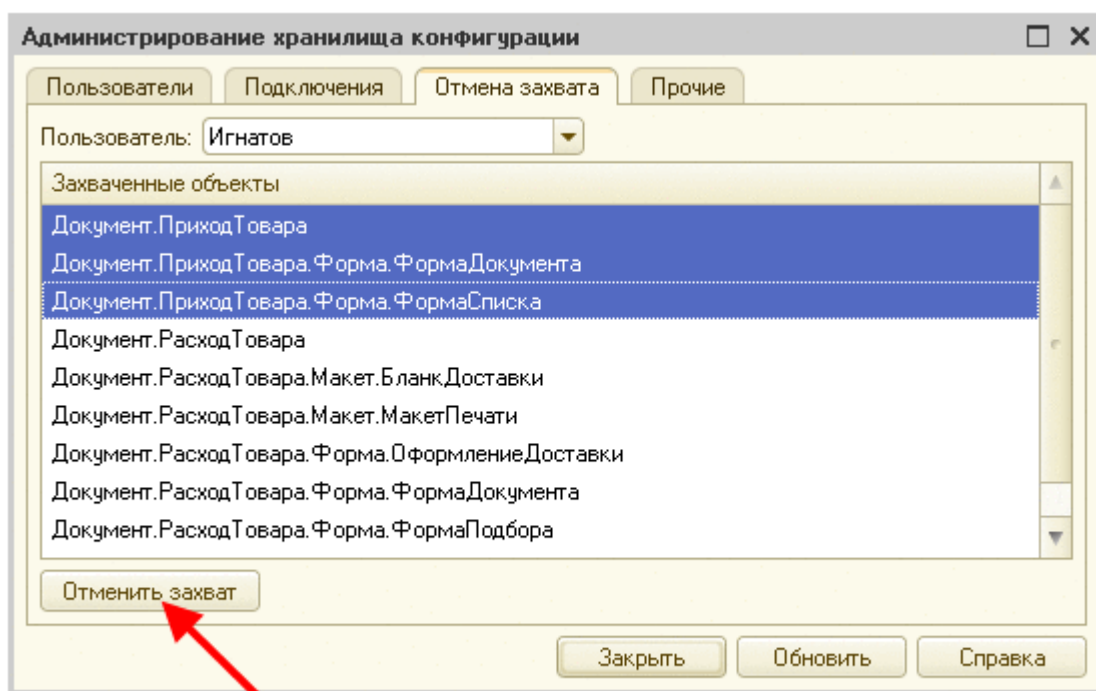 Администрирование хранилища конфигурации
Пользователи Подключения Отмена захвата Прочие
Пользователь: Игнатов
Захваченные объекты
Документ.ПриходТовара
Документ.ПриходТовара.Форма.ФормаДокумента
Документ.ПриходТовара.Форма.ФормаСписка
Документ.РасходТовара
Документ.РасходТовара.Макет.БланкДоставки
Документ.РасходТовара.Макет.МакетПечати
Документ.РасходТовара.Форма.ОформлениеДоставки
Документ.РасходТовара.Форма.ФормаДокумента
Документ.РасходТовара.Форма.ФормаПодбора
Отменить захват
Закрыть Обновить Справка